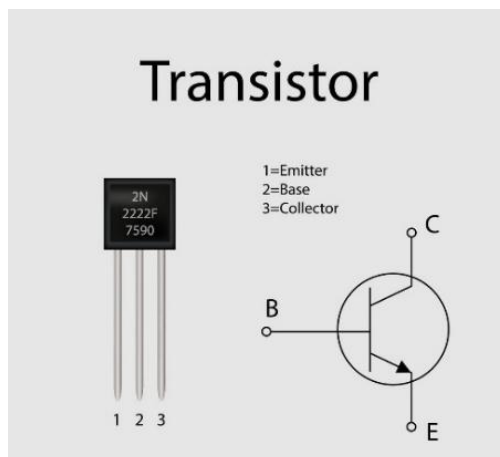 Transistor
2N
2222F
7590
1=Emitter
2=Base
3=Collector
C
B
E
1 2 3